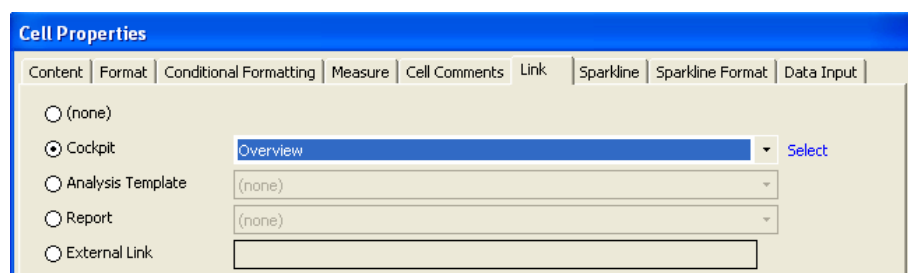 Cell Properties
Content Format Conditional Formatting Measure Cell Comments Link Sparkline Sparkline Format Data Input
(none)
Cockpit Overview Select
Analysis Template (none)
Report (none)
External Link